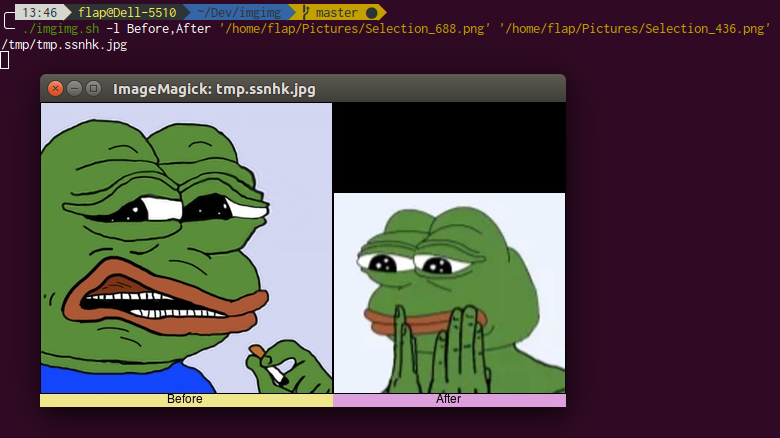 13:46 flap@Dell-5510 ~/Dev/imgimg master ●
./imgimg.sh -l Before,After '/home/flap/Pictures/Selection_688.png' '/home/flap/Pictures/Selection_436.png'
/tmp/tmp.ssnhk.jpg
ImageMagick: tmp.ssnhk.jpg
Before After